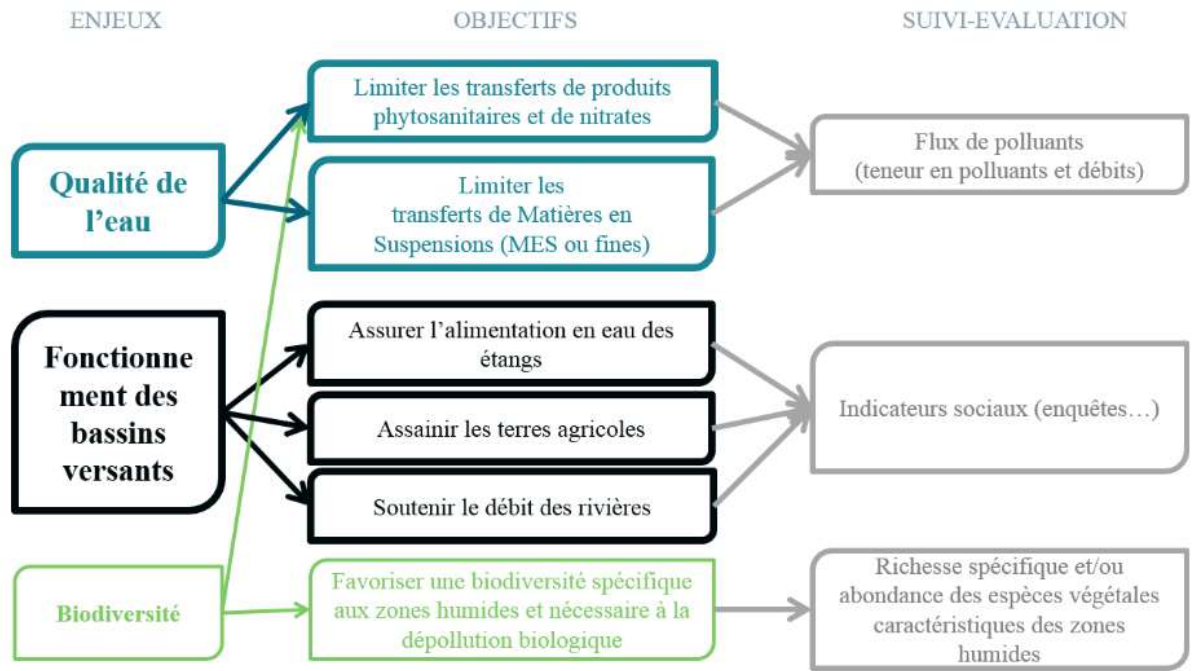 ENJEUX
OBJECTIFS
SUIVI-EVALUATION
Qualité de
l’eau
Limiter les transferts de produits
phytosanitaires et de nitrates
Limiter les
transferts de Matières en
Suspensions (MES ou fines)
Flux de polluants
(teneur en polluants et débits)
Fonctionne
ment des
bassins
versants
Assurer l’alimentation en eau des
étangs
Assainir les terres agricoles
Soutenir le débit des rivières
Indicateurs sociaux (enquêtes…)
Biodiversité
Favoriser une biodiversité spécifique
aux zones humides et nécessaire à la
dépollution biologique
Richesse spécifique et/ou
abondance des espèces végétales
caractéristiques des zones
humides